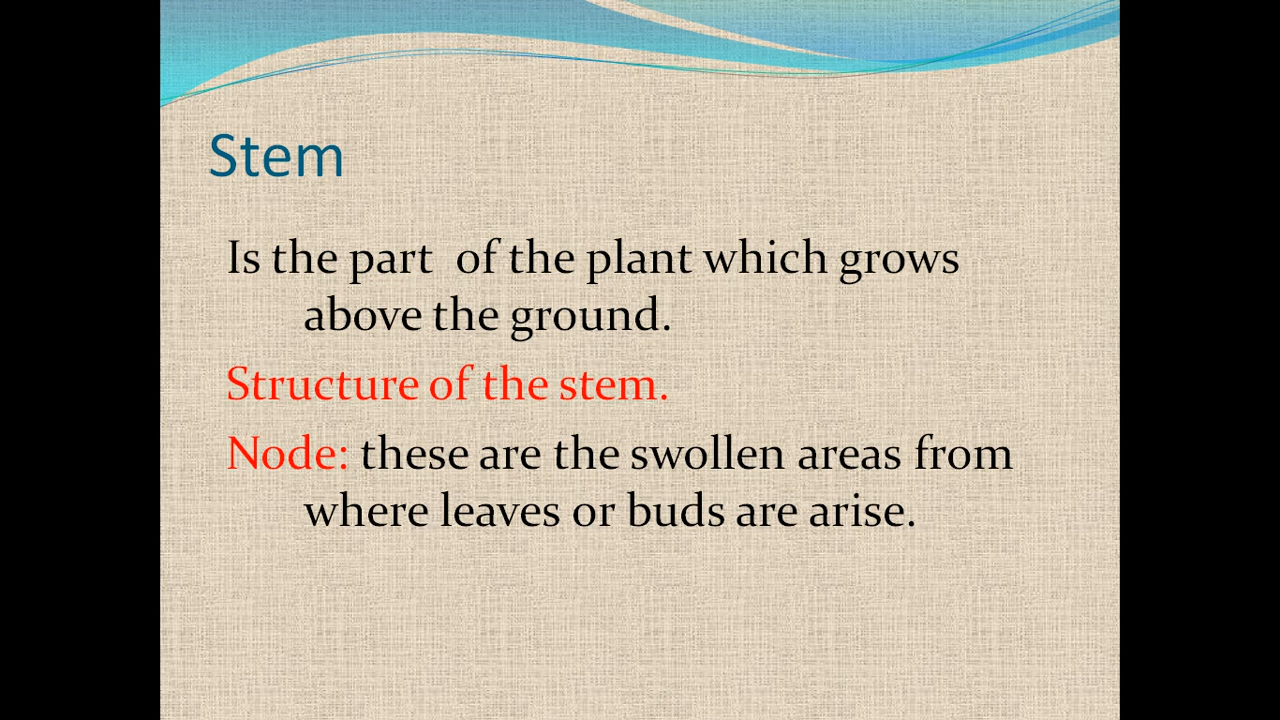 Stem
Is the part  of the plant which grows
above the ground.
Structure of the stem.
Node: these are the swollen areas from
where leaves or buds are arise.